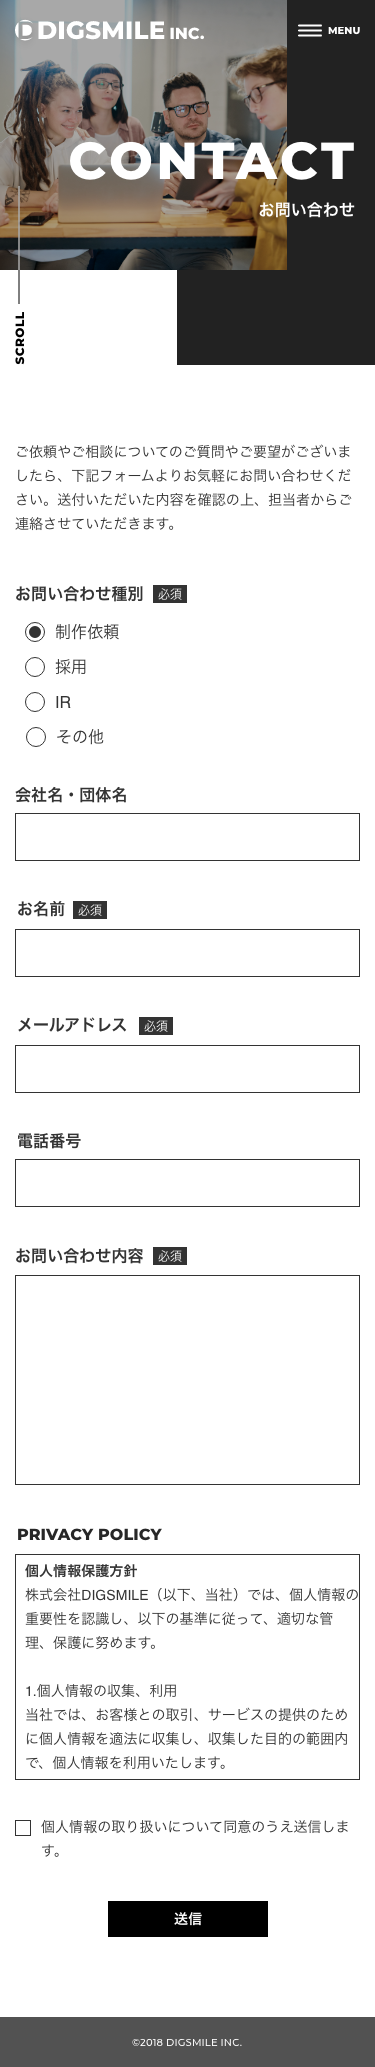 DIGSMILE INC.
MENU
CONTACT
お問い合わせ
SCROLL
ご依頼やご相談についてのご質問やご要望がございま
したら、下記フォームよりお気軽にお問い合わせくだ
さい。送付いただいた内容を確認の上、担当者からご
連絡させていただきます。
お問い合わせ種別 必須
制作依頼
採用
IR
その他
会社名・団体名
お名前 必須
メールアドレス 必須
電話番号
お問い合わせ内容 必須
PRIVACY POLICY
個人情報保護方針
株式会社DIGSMILE（以下、当社）では、個人情報の
重要性を認識し、以下の基準に従って、適切な管
理、保護に努めます。
1.個人情報の収集、利用
当社では、お客様との取引、サービスの提供のため
に個人情報を適法に収集し、収集した目的の範囲内
で、個人情報を利用いたします。
個人情報の取り扱いについて同意のうえ送信しま
す。
送信
©2018 DIGSMILE INC.